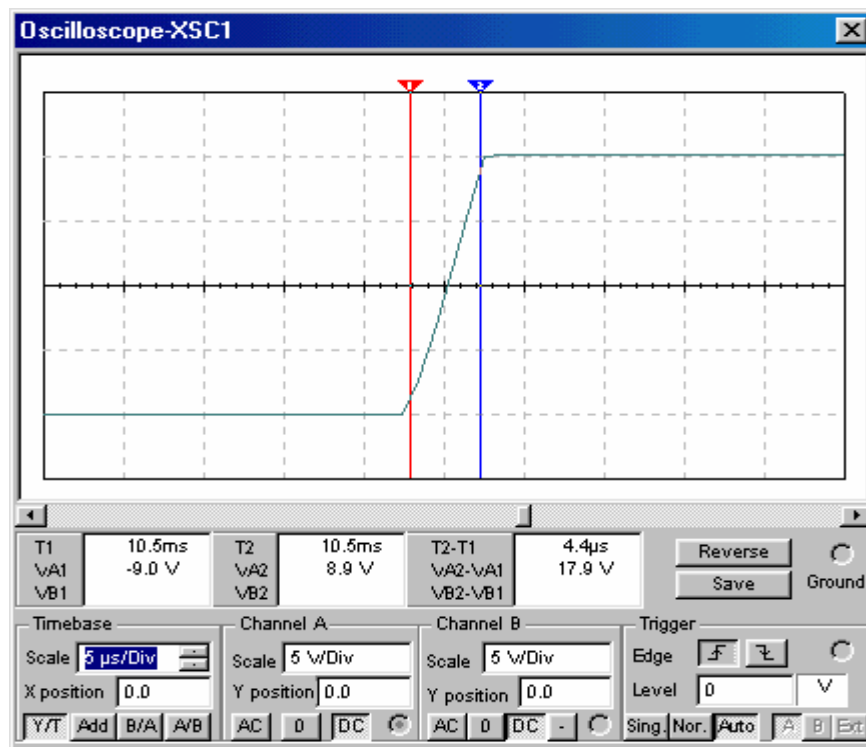 Oscilloscope-XSC1
1 2
T1 10.5ms T2 10.5ms T2-T1 4.4µs
VA1 -9.0 V VA2 8.9 V VA2-VA1 17.9 V
VB1 VB2 VB2-VB1
Reverse
Save
Ground
Timebase
Scale 5 µs/Div
X position 0.0
Y/T Add B/A A/B
Channel A
Scale 5 V/Div
Y position 0.0
AC 0 DC
Channel B
Scale 5 V/Div
Y position 0.0
AC 0 DC -
Trigger
Edge
Level 0 V
Sing. Nor. Auto A B Ext